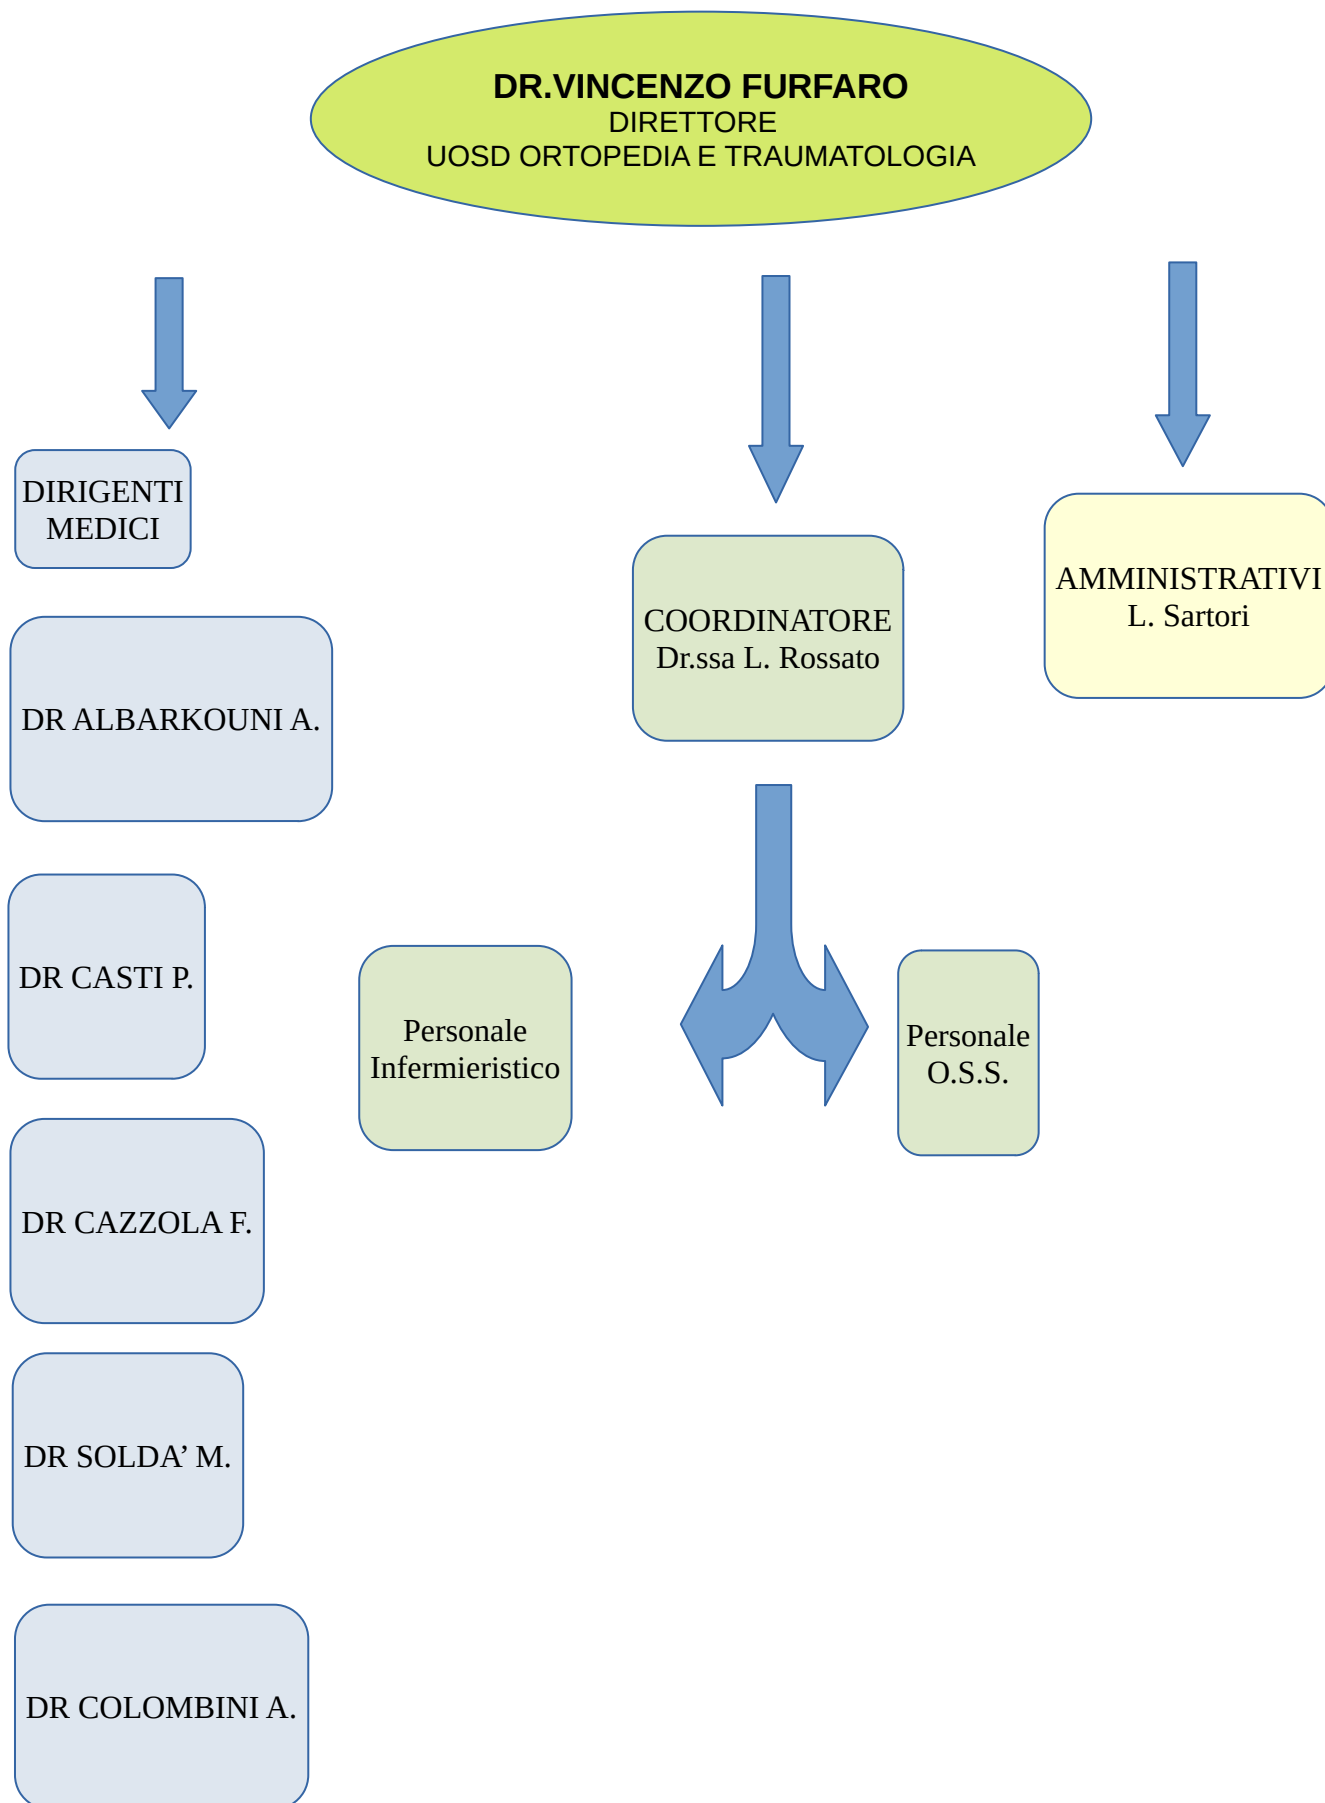 DR.VINCENZO FURFARO
DIRETTORE
UOSD ORTOPEDIA E TRAUMATOLOGIA
DIRIGENTI
MEDICI
COORDINATORE
Dr.ssa L. Rossato
AMMINISTRATIVI
L. Sartori
DR ALBARKOUNI A.
DR CASTI P.
Personale
Infermieristico
Personale
O.S.S.
DR CAZZOLA F.
DR SOLDA’ M.
DR COLOMBINI A.